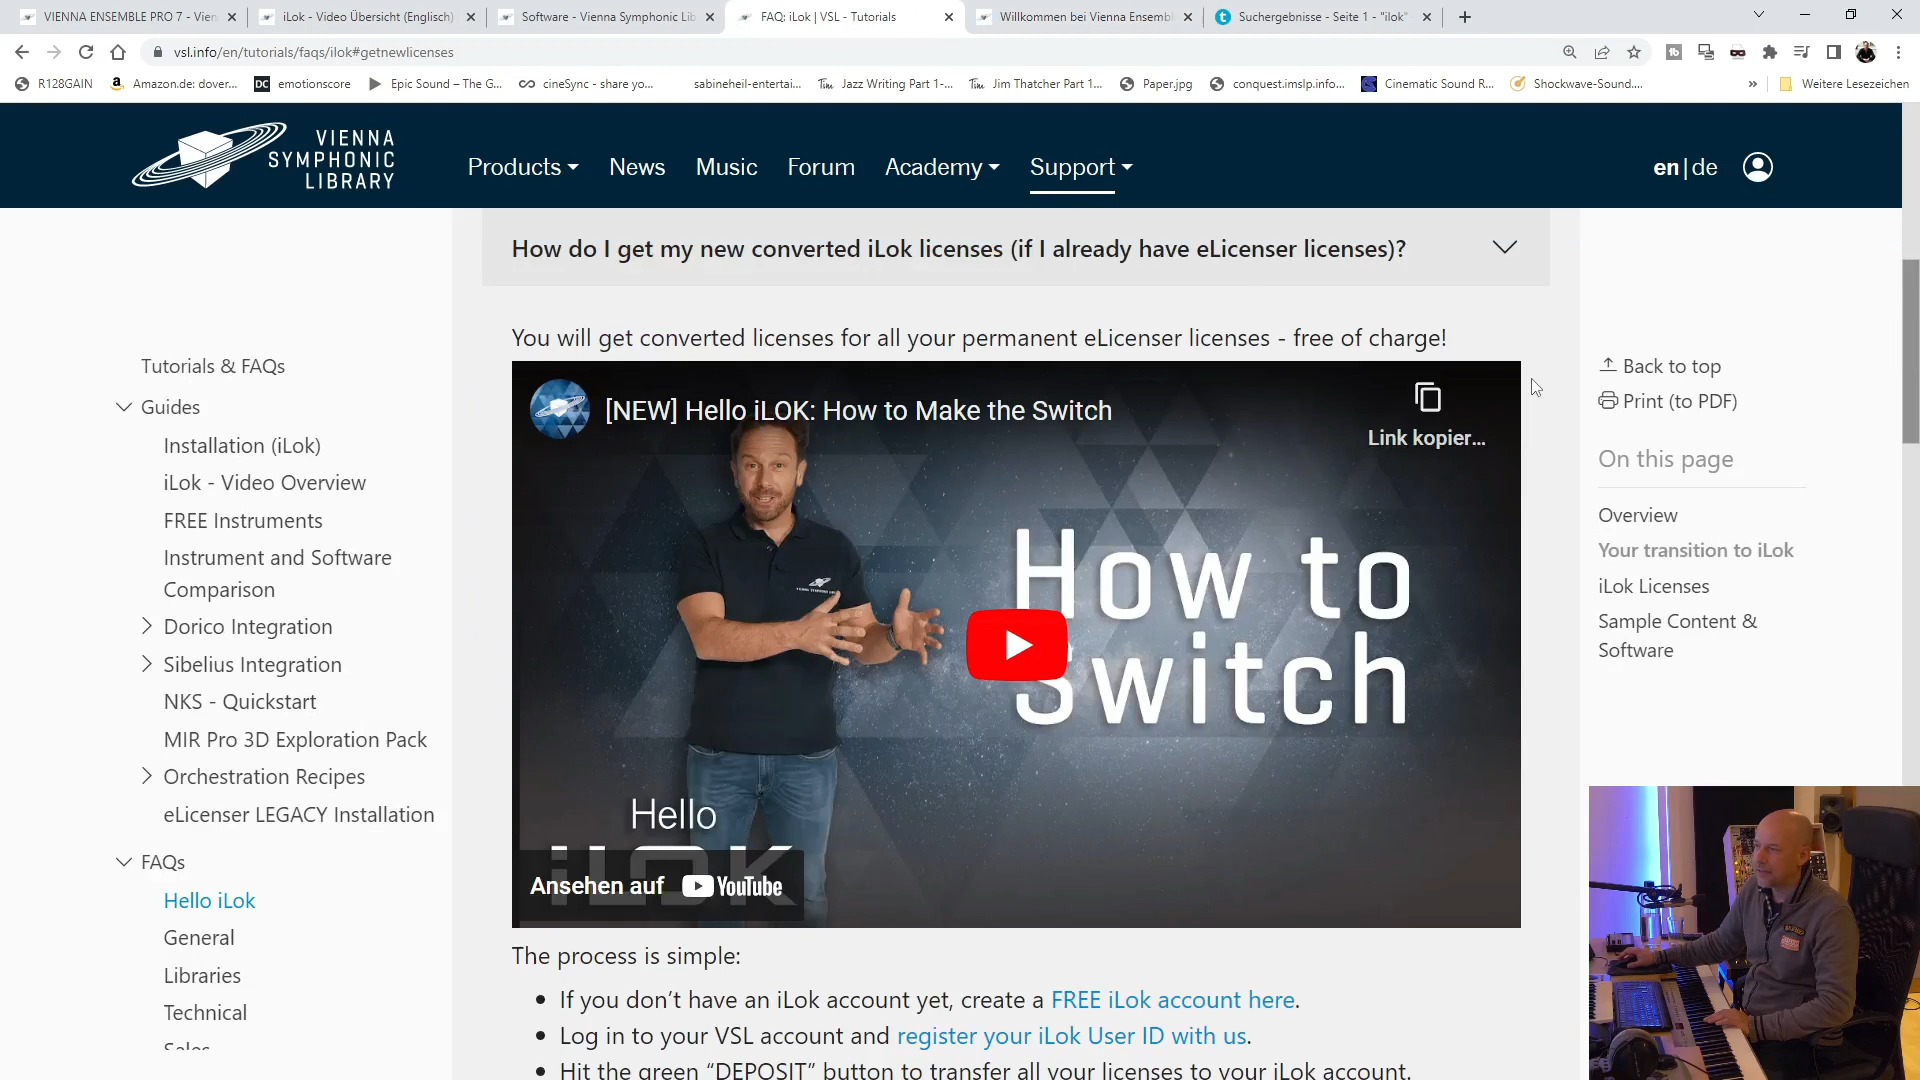 VIENNA ENSEMBLE PRO 7 - Vien
iLok - Video Übersicht (Englisch)
Software - Vienna Symphonic Lib
FAQ: iLok | VSL - Tutorials
Willkommen bei Vienna Ensembl
Suchergebnisse - Seite 1 - "ilok"
vsl.info/en/tutorials/faqs/ilok#getnewlicenses
R128GAIN
Amazon.de: dover...
DC emotionscore
Epic Sound – The G...
cineSync - share yo...
sabineheil-entertai...
Jazz Writing Part 1-...
Jim Thatcher Part 1...
Paper.jpg
conquest.imslp.info...
Cinematic Sound R...
Shockwave-Sound....
»
Weitere Lesezeichen
VIENNA
SYMPHONIC
LIBRARY
Products
News
Music
Forum
Academy
Support
en|de
How do I get my new converted iLok licenses (if I already have eLicenser licenses)?
You will get converted licenses for all your permanent eLicenser licenses - free of charge!
Tutorials & FAQs
Guides
Installation (iLok)
iLok - Video Overview
FREE Instruments
Instrument and Software
Comparison
Dorico Integration
Sibelius Integration
NKS - Quickstart
MIR Pro 3D Exploration Pack
Orchestration Recipes
eLicenser LEGACY Installation
FAQs
Hello iLok
General
Libraries
Technical
Sales
[NEW] Hello iLOK: How to Make the Switch
Link kopier...
How to
Switch
Hello
iLOK
Ansehen auf YouTube
The process is simple:
• If you don’t have an iLok account yet, create a FREE iLok account here.
• Log in to your VSL account and register your iLok User ID with us.
• Hit the green “DEPOSIT” button to transfer all your licenses to your iLok account.
Back to top
Print (to PDF)
On this page
Overview
Your transition to iLok
iLok Licenses
Sample Content &
Software